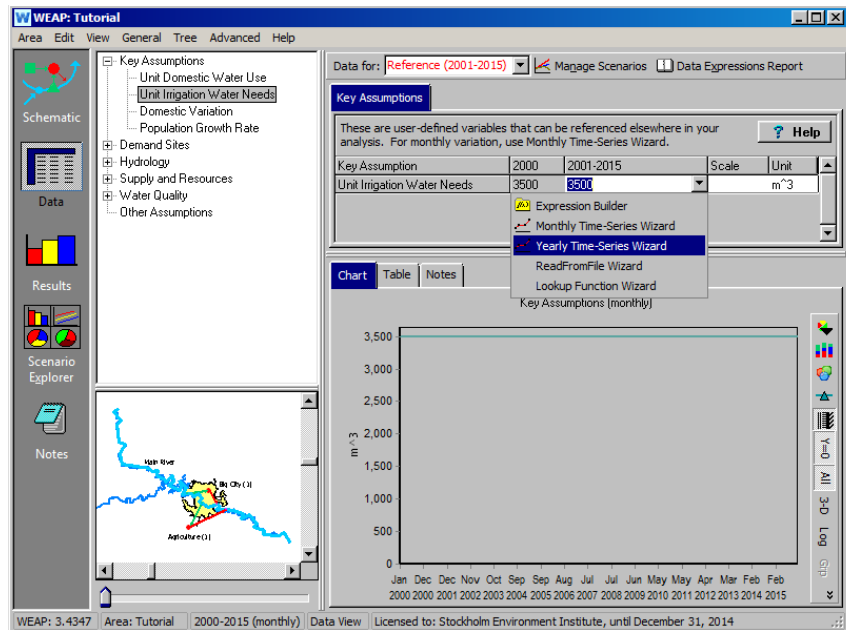 WEAP: Tutorial
Area Edit View General Tree Advanced Help
Schematic
Data
Results
Scenario
Explorer
Notes
Key Assumptions
Unit Domestic Water Use
Unit Irrigation Water Needs
Domestic Variation
Population Growth Rate
Demand Sites
Hydrology
Supply and Resources
Water Quality
Other Assumptions
Main River
Big City (1)
Agriculture (1)
Data for: Reference (2001-2015) Manage Scenarios Data Expressions Report
Key Assumptions
These are user-defined variables that can be referenced elsewhere in your
analysis. For monthly variation, use Monthly Time-Series Wizard.
? Help
Key Assumption 2000 2001-2015 Scale Unit
Unit Irrigation Water Needs 3500 3500 m^3
Expression Builder
Monthly Time-Series Wizard
Yearly Time-Series Wizard
ReadFromFile Wizard
Lookup Function Wizard
Chart Table Notes
Key Assumptions (monthly)
3,500
3,000
2,500
2,000
1,500
1,000
500
0
m^3
Jan Dec Dec Nov Oct Sep Sep Aug Jul Jul Jun May May Apr Mar Feb Feb
2000 2000 2001 2002 2003 2004 2005 2006 2007 2008 2009 2010 2011 2012 2013 2014 2015
Y=0
All
3-D
Log
Grp
WEAP: 3.4347 Area: Tutorial 2000-2015 (monthly) Data View Licensed to: Stockholm Environment Institute, until December 31, 2014